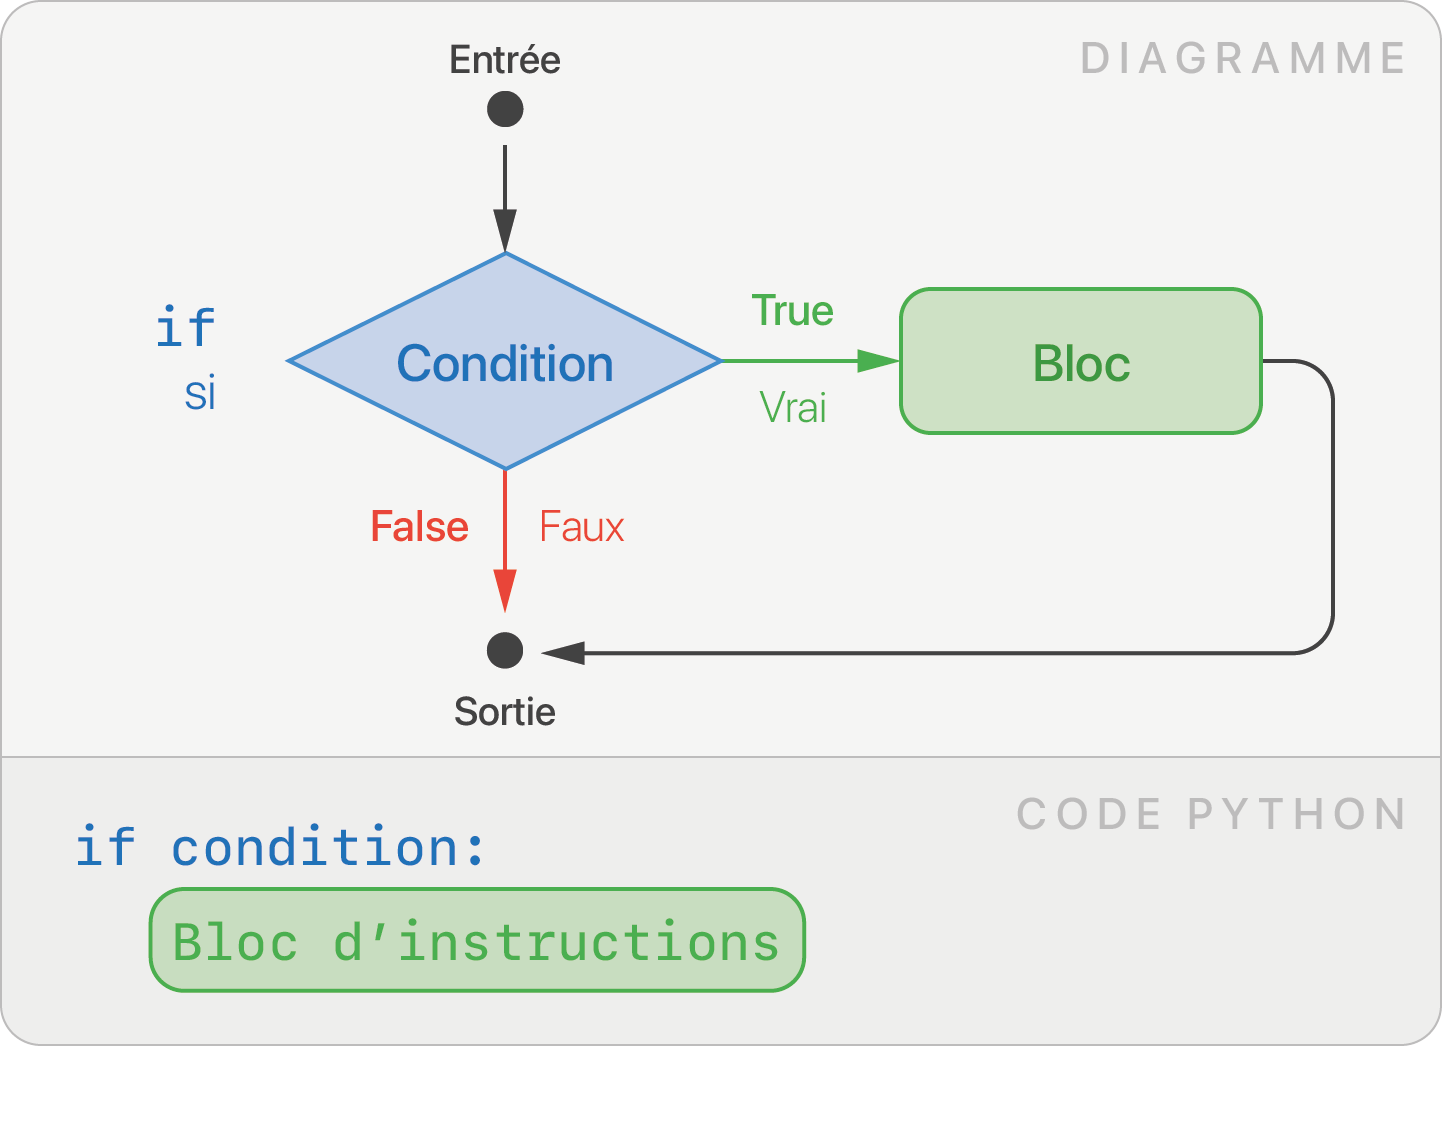 Entrée
DIAGRAMME
if
si
Condition
True
Vrai
Bloc
False
Faux
Sortie
CODE PYTHON
if condition:
Bloc d’instructions